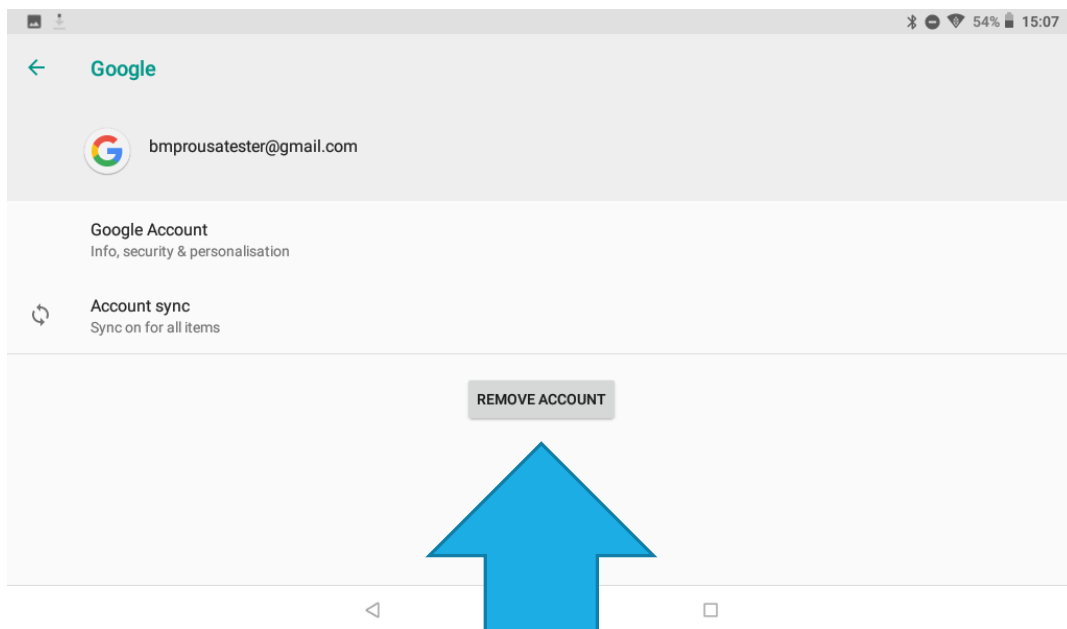 54% 15:07
Google
bmprousatester@gmail.com
Google Account
Info, security & personalisation
Account sync
Sync on for all items
REMOVE ACCOUNT